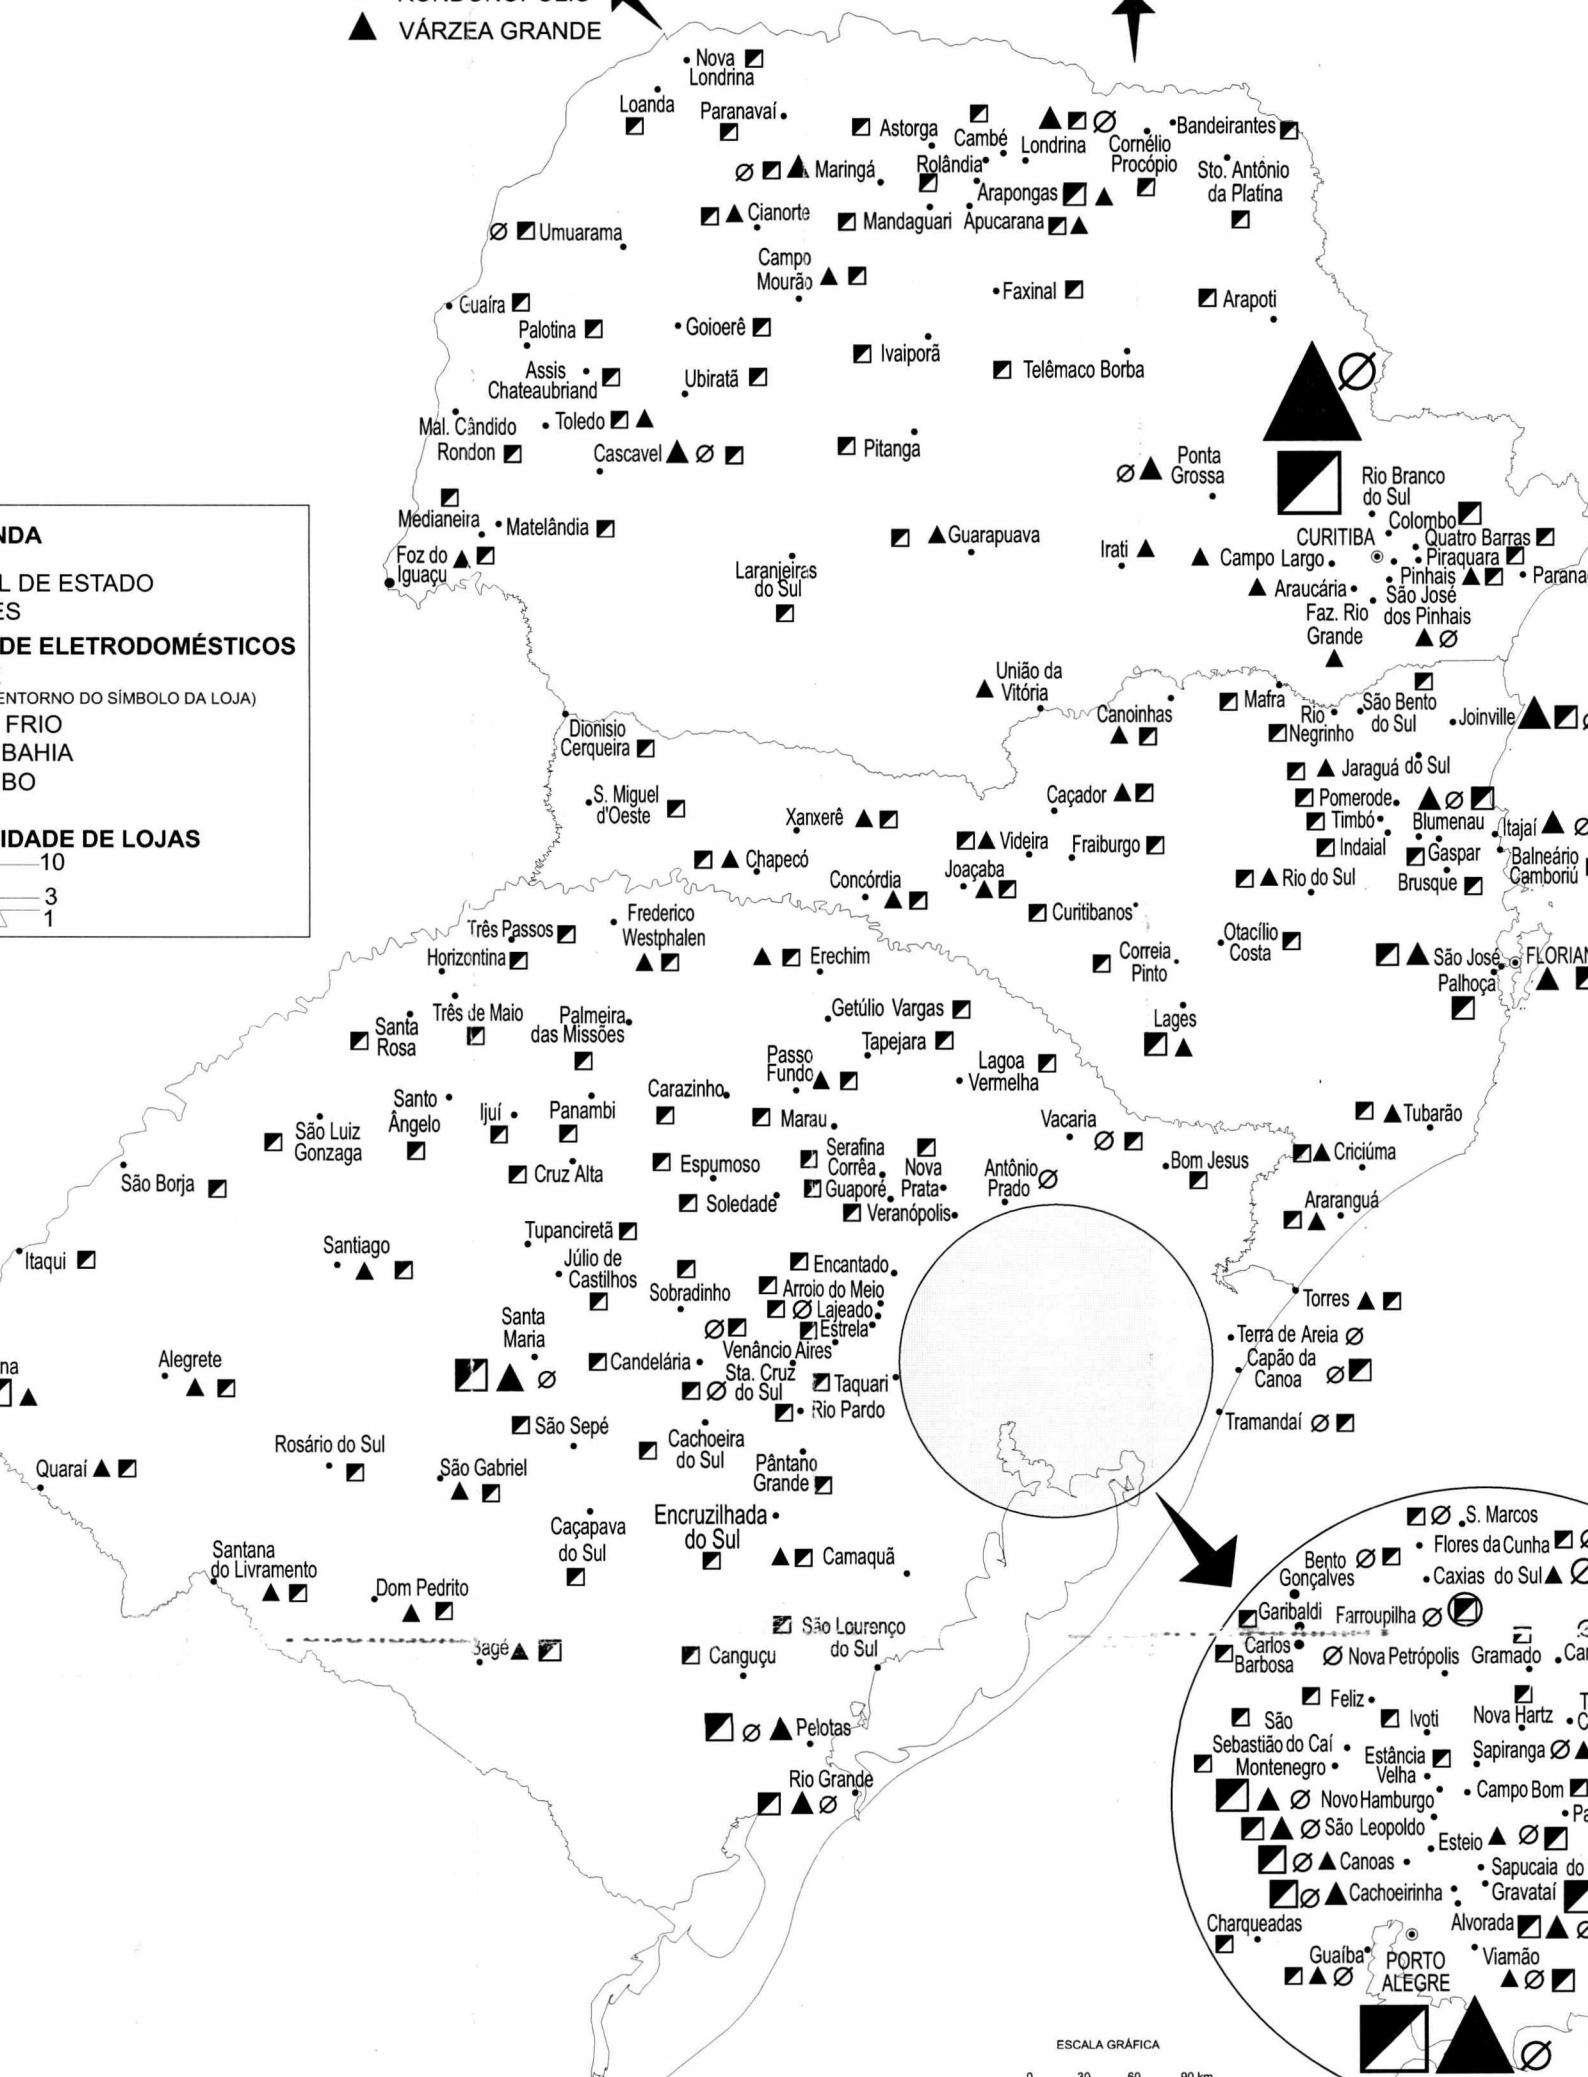 VÁRZEA GRANDE
Nova
Londrina
Loanda
Paranavaí
Astorga
Cambé
Londrina
Cornélio
Procópio
Bandeirantes
Rolândia
Maringá
Arapongas
Sto. Antônio
da Platina
Cianorte
Mandaguari
Apucarana
Umuarama
Campo
Mourão
Faxinal
Arapoti
Guaíra
Palotina
Goioerê
Ivaiporã
Telêmaco Borba
Assis
Chateaubriand
Ubiratã
Mal. Cândido
Rondon
Toledo
Cascavel
Pitanga
Ponta
Grossa
Rio Branco
do Sul
Colombo
CURITIBA
Quatro Barras
Piraquara
Medianeira
Matelândia
Guarapuava
Irati
Campo Largo
Pinhais
Foz do
Iguaçu
Laranjeiras
do Sul
Araucária
São José
dos Pinhais
Faz. Rio
Grande
NDA
L DE ESTADO
ES
DE ELETRODOMÉSTICOS
ENTORNO DO SÍMBOLO DA LOJA)
FRIO
BAHIA
BO
IDADE DE LOJAS
10
3
1
União da
Vitória
Mafra
Canoinhas
Rio
Negrinho
São Bento
do Sul
Joinville
Dionisio
Cerqueira
Jaraguá do Sul
S. Miguel
d'Oeste
Caçador
Pomerode
Xanxerê
Timbó
Blumenau
Itajaí
Videira
Fraiburgo
Indaial
Gaspar
Balneário
Camboriú
Chapecó
Joaçaba
Concórdia
Rio do Sul
Brusque
Curitibanos
Três Passos
Frederico
Westphalen
Otacílio
Costa
Horizontina
Erechim
Correia
Pinto
São José
FLORIAN
Palhoça
Santa
Rosa
Três de Maio
Palmeira
das Missões
Getúlio Vargas
Lages
Tapejara
Passo
Fundo
Lagoa
Vermelha
Santo
Ângelo
Ijuí
Panambi
Carazinho
Marau
Vacaria
Tubarão
São Luiz
Gonzaga
Cruz Alta
Espumoso
Serafina
Corrêa
Nova
Prata
Antônio
Prado
Bom Jesus
Criciúma
São Borja
Soledade
Guaporé
Veranópolis
Araranguá
Itaqui
Santiago
Tupanciretã
Júlio de
Castilhos
Encantado
Sobradinho
Arroio do Meio
Lajeado
Estrela
Torres
Santa
Maria
Venâncio Aires
Terra de Areia
na
Alegrete
Candelária
Sta. Cruz
do Sul
Taquari
Capão da
Canoa
Rio Pardo
São Sepé
Tramandaí
Quaraí
Rosário do Sul
São Gabriel
Cachoeira
do Sul
Pântano
Grande
Caçapava
do Sul
Encruzilhada
do Sul
Camaquã
Santana
do Livramento
Dom Pedrito
São Lourenço
do Sul
Bagé
Canguçu
Pelotas
Rio Grande
S. Marcos
Flores da Cunha
Bento
Gonçalves
Caxias do Sul
Garibaldi
Farroupilha
Carlos
Barbosa
Nova Petrópolis
Gramado
Feliz
São
Sebastião do Caí
Ivoti
Nova Hartz
Montenegro
Estância
Velha
Sapiranga
Novo Hamburgo
Campo Bom
São Leopoldo
Esteio
Canoas
Sapucaia do
Cachoeirinha
Gravataí
Charqueadas
Alvorada
Guaíba
PORTO
ALEGRE
Viamão
ESCALA GRÁFICA
0 30 60 90 km